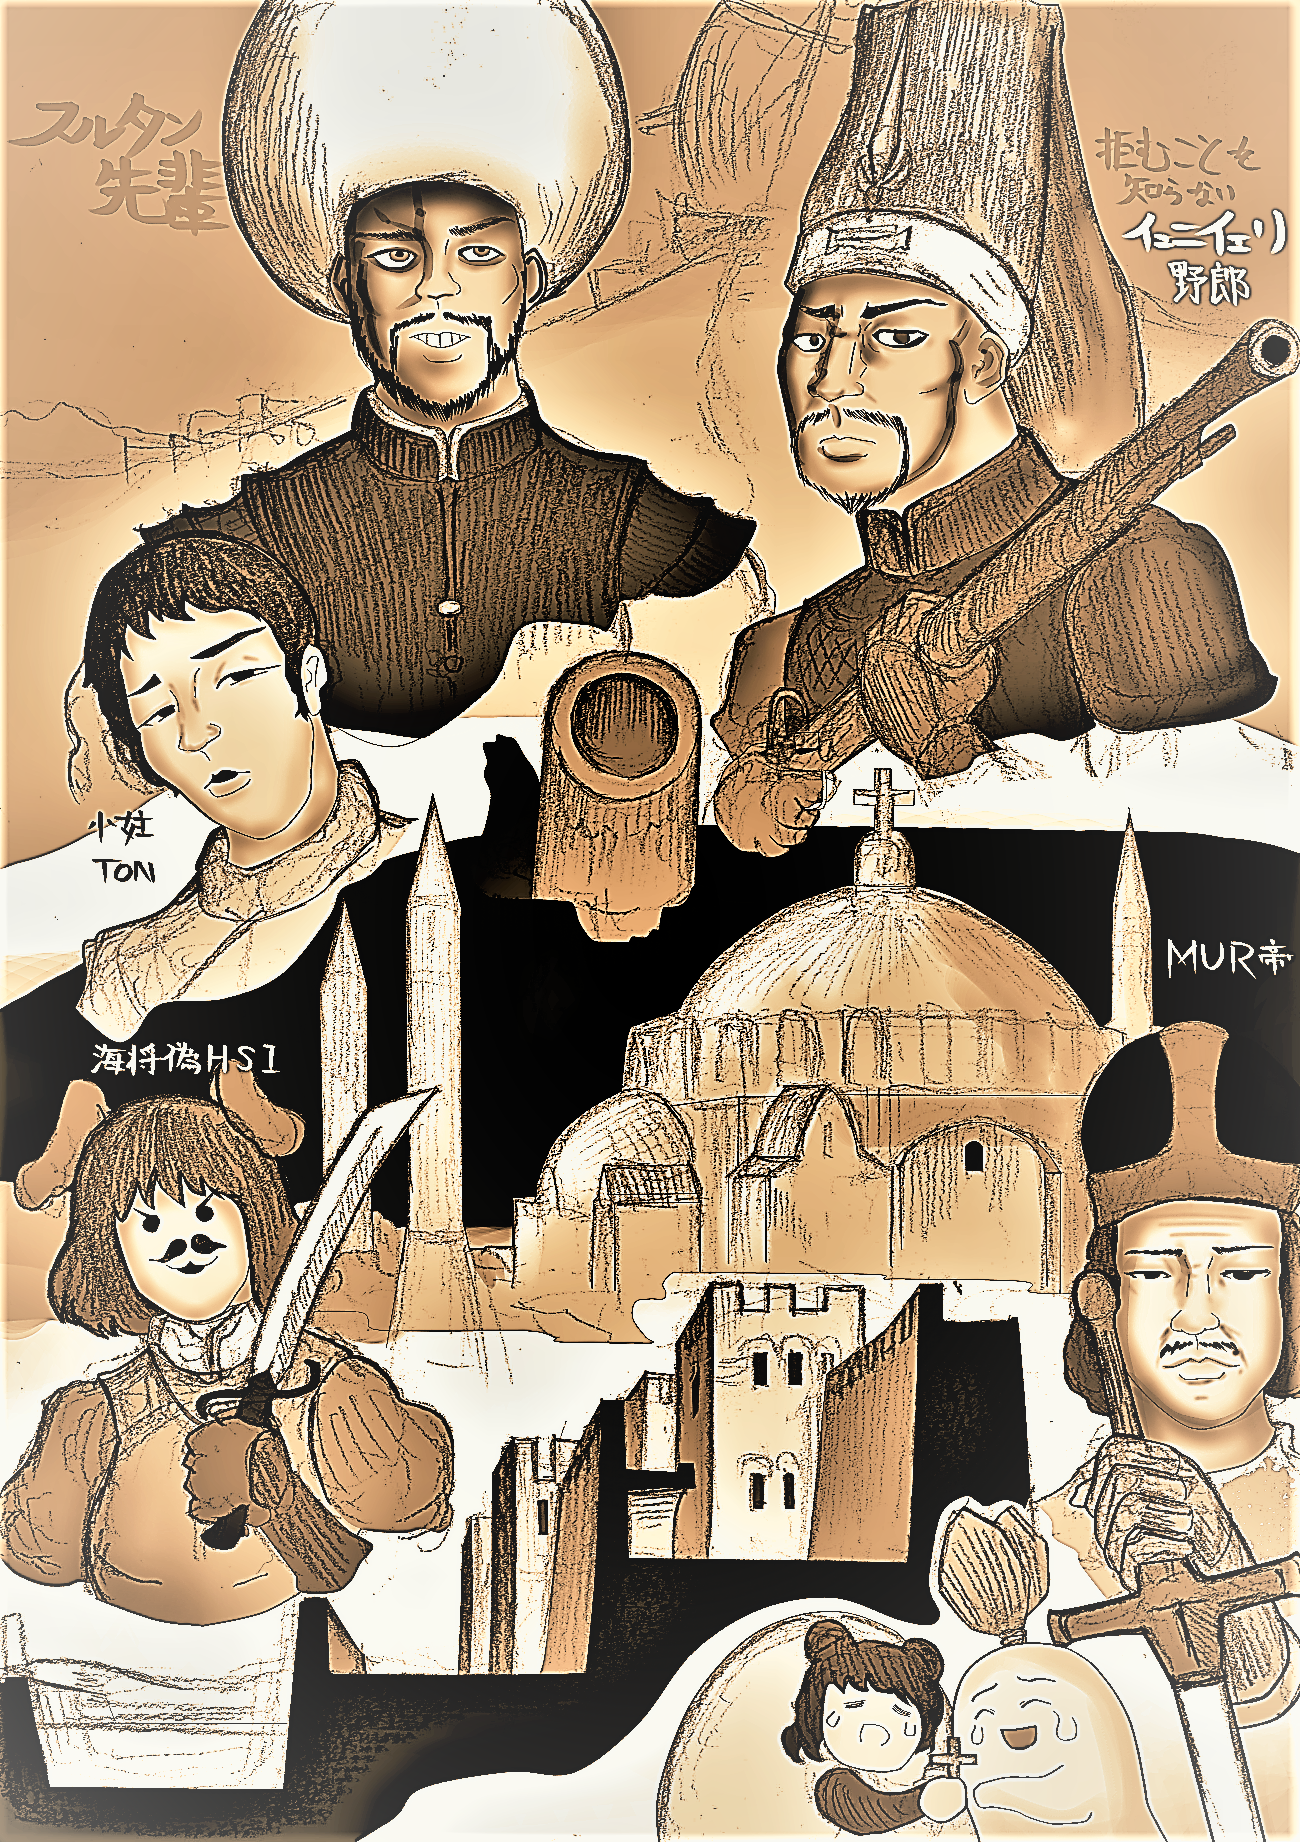 スルタン
先輩
拒むことを
知らない
イェニイェリ
野郎
小妵
TON
MUR帝
海将偽HSI